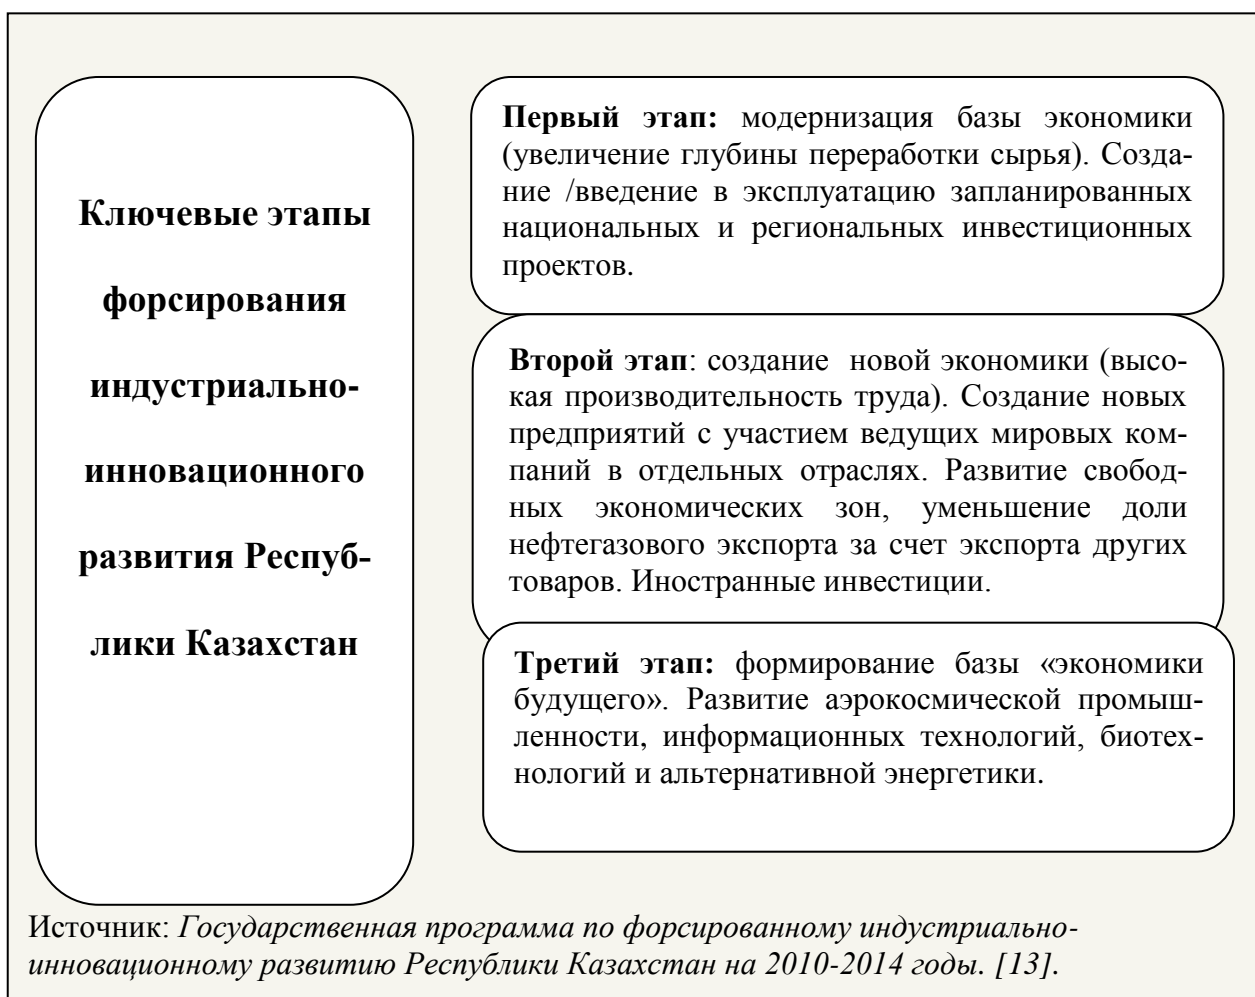 Ключевые этапы
форсирования
индустриально-
инновационного
развития Респуб-
лики Казахстан
Первый этап: модернизация базы экономики
(увеличение глубины переработки сырья). Созда-
ние /введение в эксплуатацию запланированных
национальных и региональных инвестиционных
проектов.
Второй этап: создание новой экономики (высо-
кая производительность труда). Создание новых
предприятий с участием ведущих мировых ком-
паний в отдельных отраслях. Развитие свобод-
ных экономических зон, уменьшение доли
нефтегазового экспорта за счет экспорта других
товаров. Иностранные инвестиции.
Третий этап: формирование базы «экономики
будущего». Развитие аэрокосмической промыш-
ленности, информационных технологий, биотех-
нологий и альтернативной энергетики.
Источник: Государственная программа по форсированному индустриально-
инновационному развитию Республики Казахстан на 2010-2014 годы. [13].